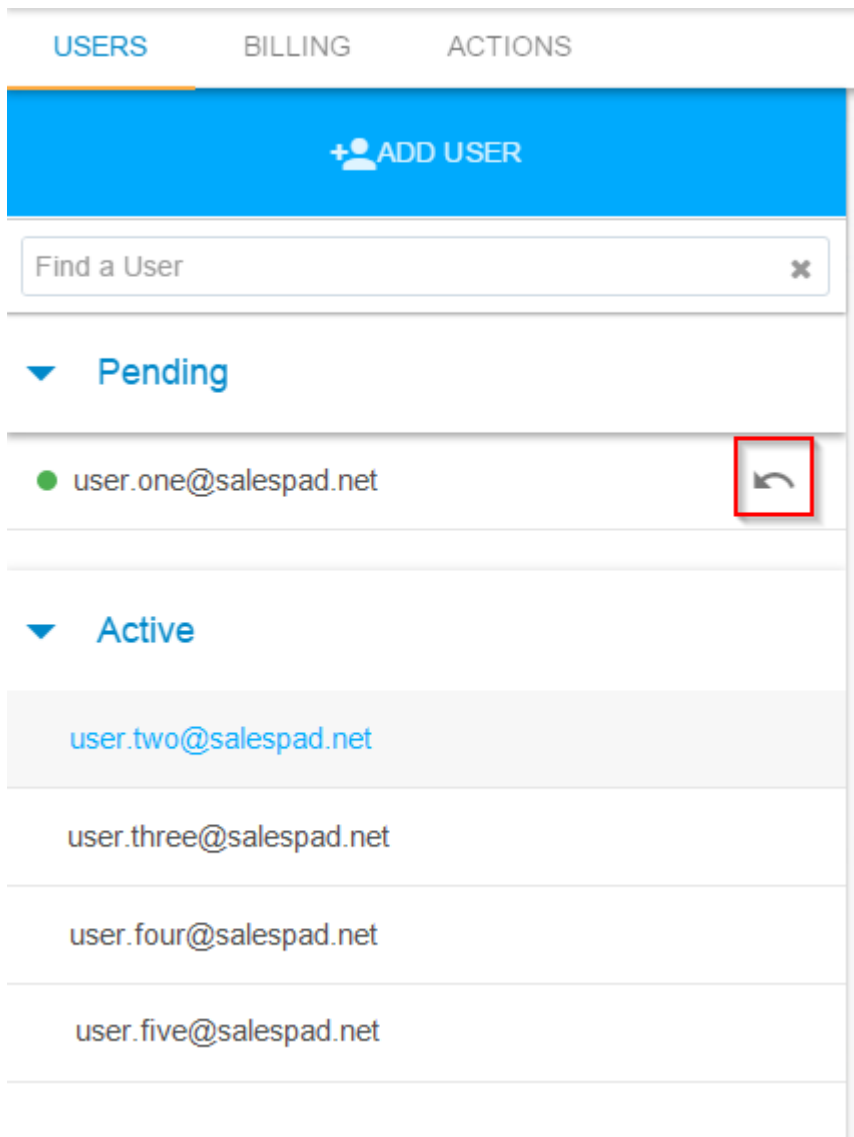 USERS BILLING ACTIONS
ADD USER
Find a User
Pending
user.one@salespad.net
Active
user.two@salespad.net
user.three@salespad.net
user.four@salespad.net
user.five@salespad.net